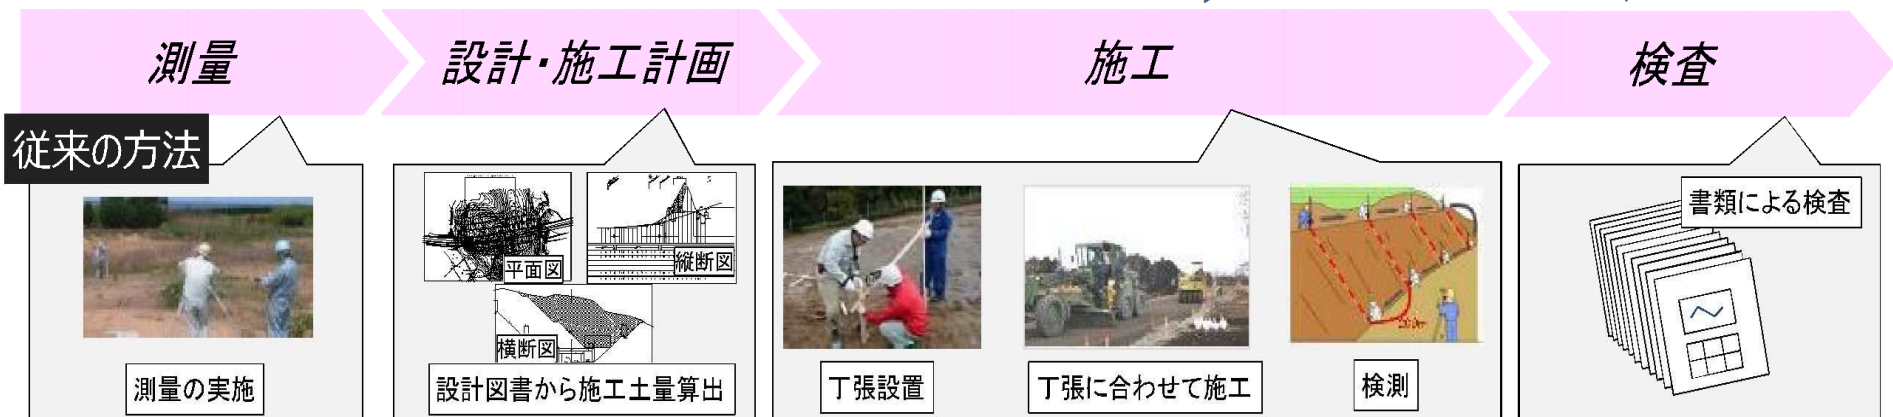 測量
設計・施工計画
施工
検査
従来の方法
平面図
縦断図
横断図
書類による検査
測量の実施
設計図書から施工土量算出
丁張設置
丁張に合わせて施工
検測